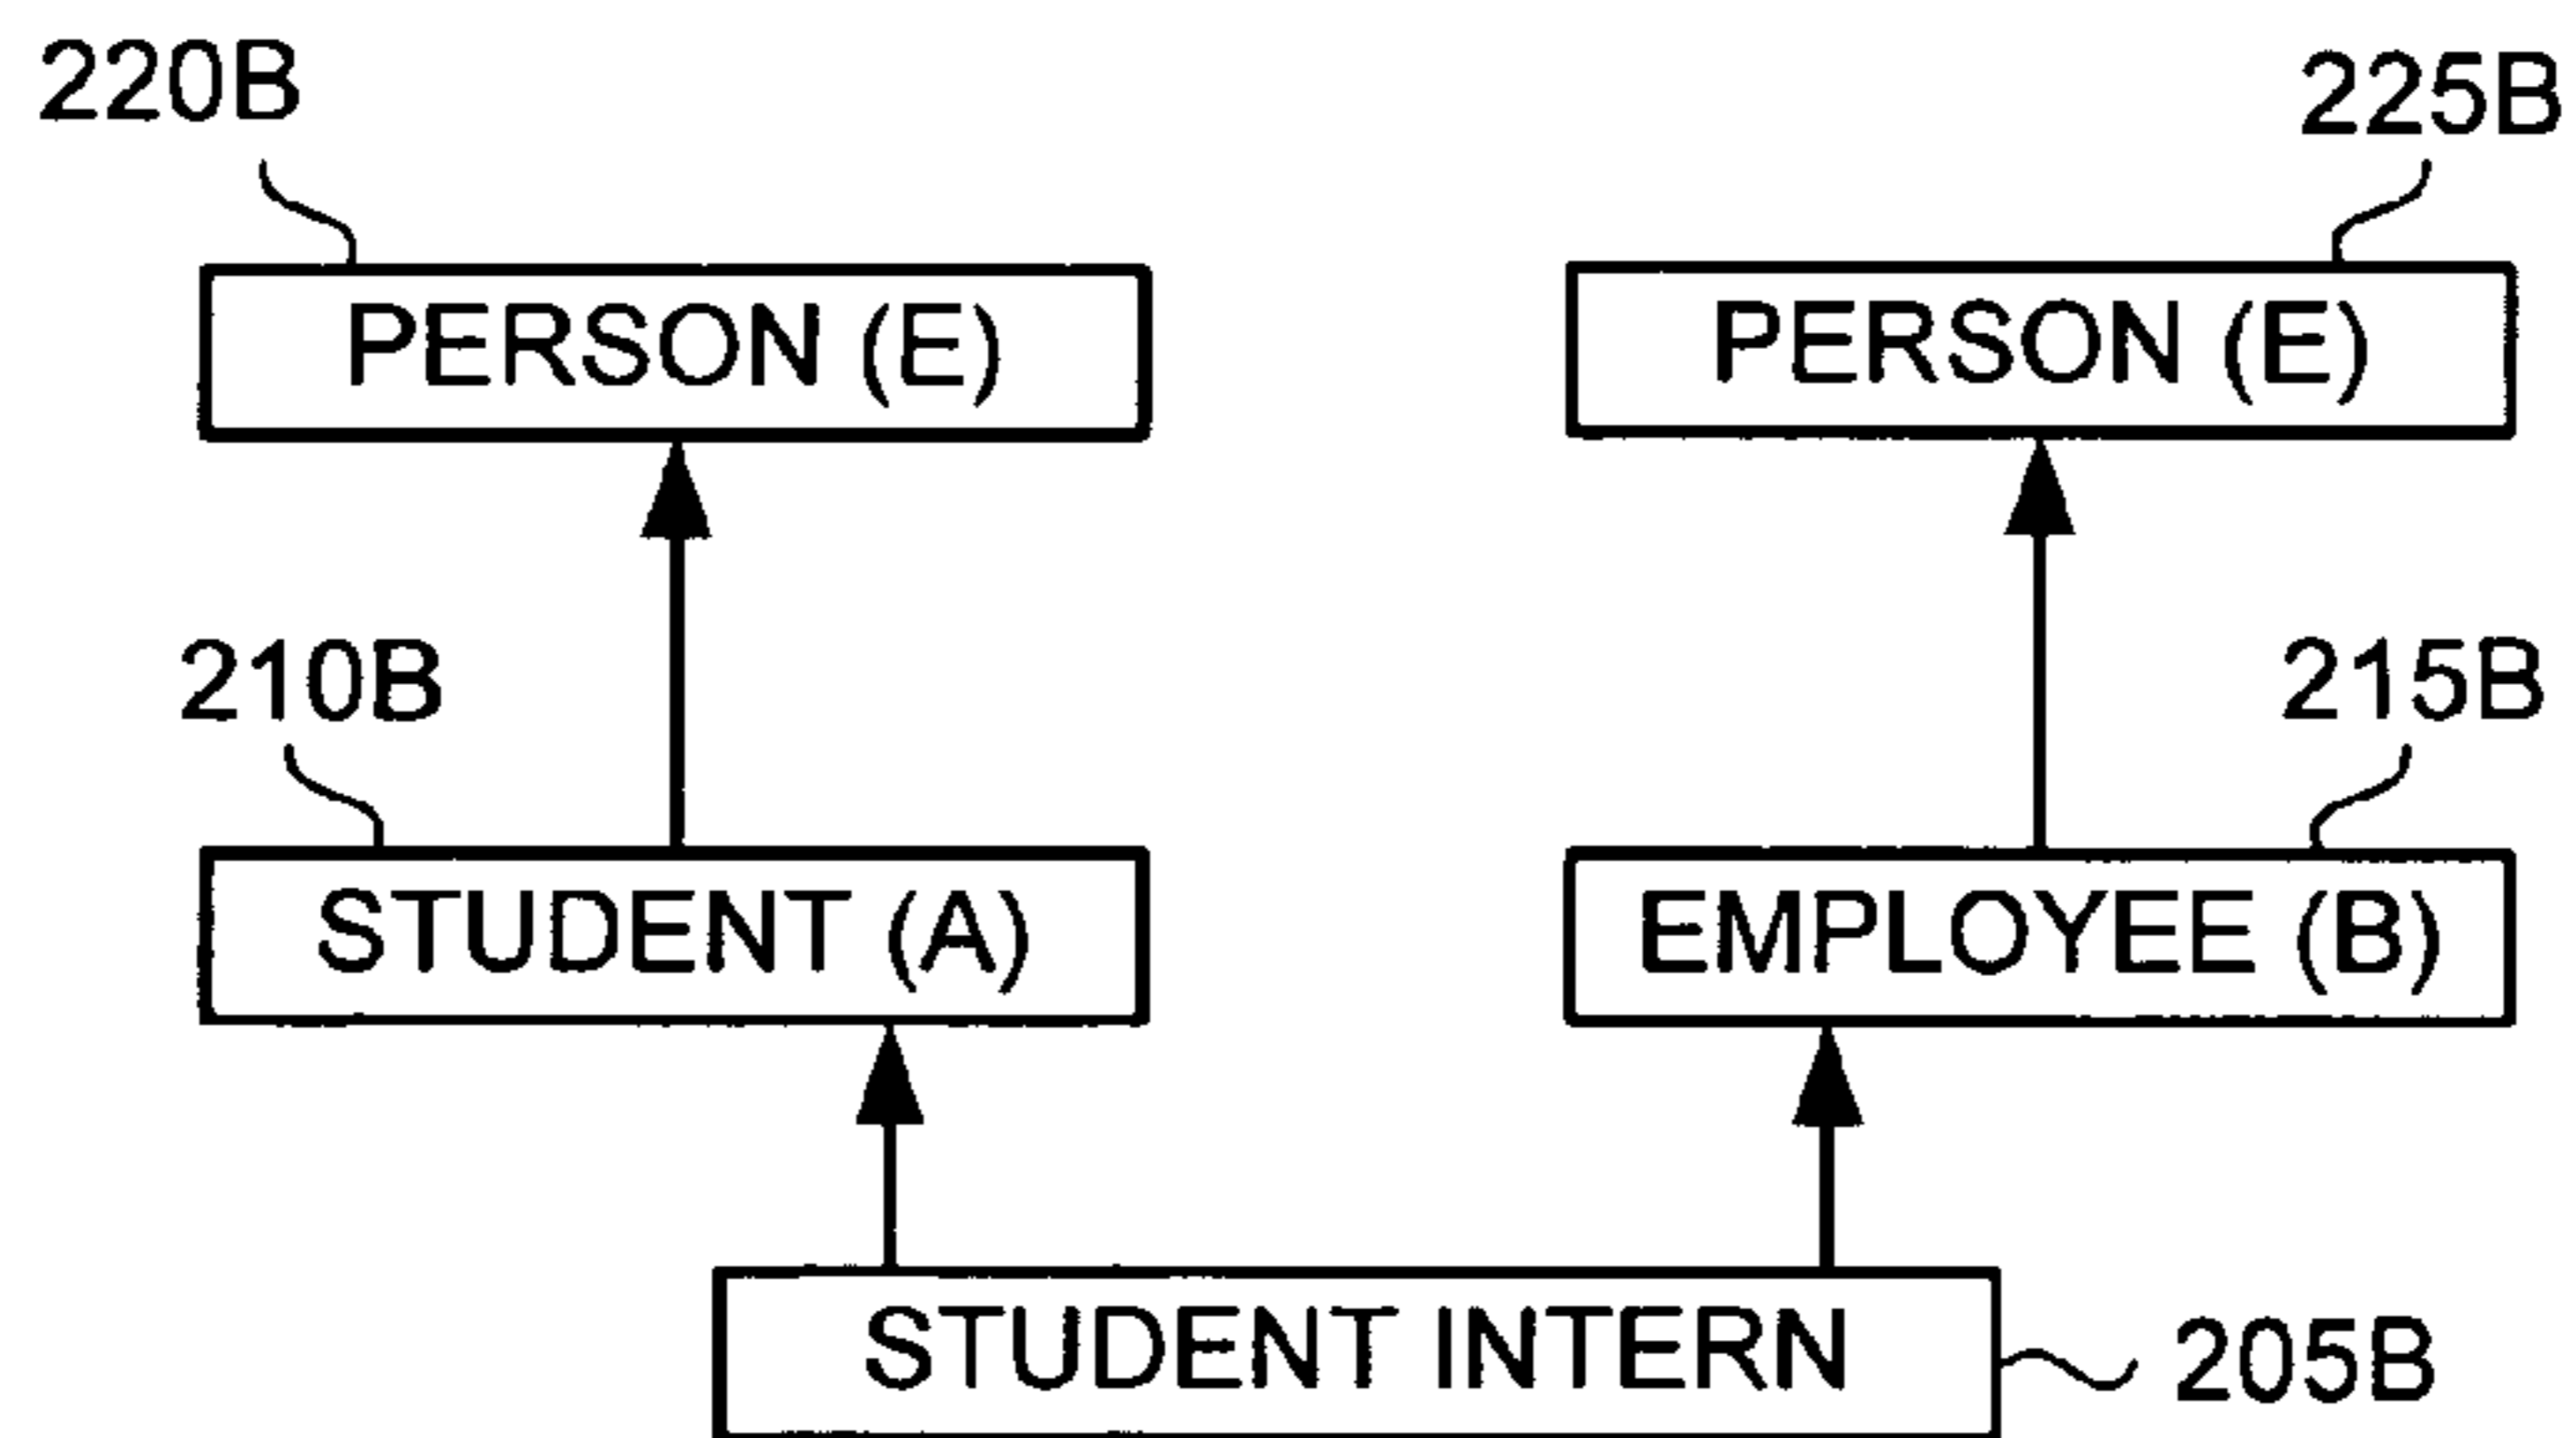 220B
225B
PERSON (E)
PERSON (E)
210B
215B
STUDENT (A)
EMPLOYEE (B)
STUDENT INTERN
205B